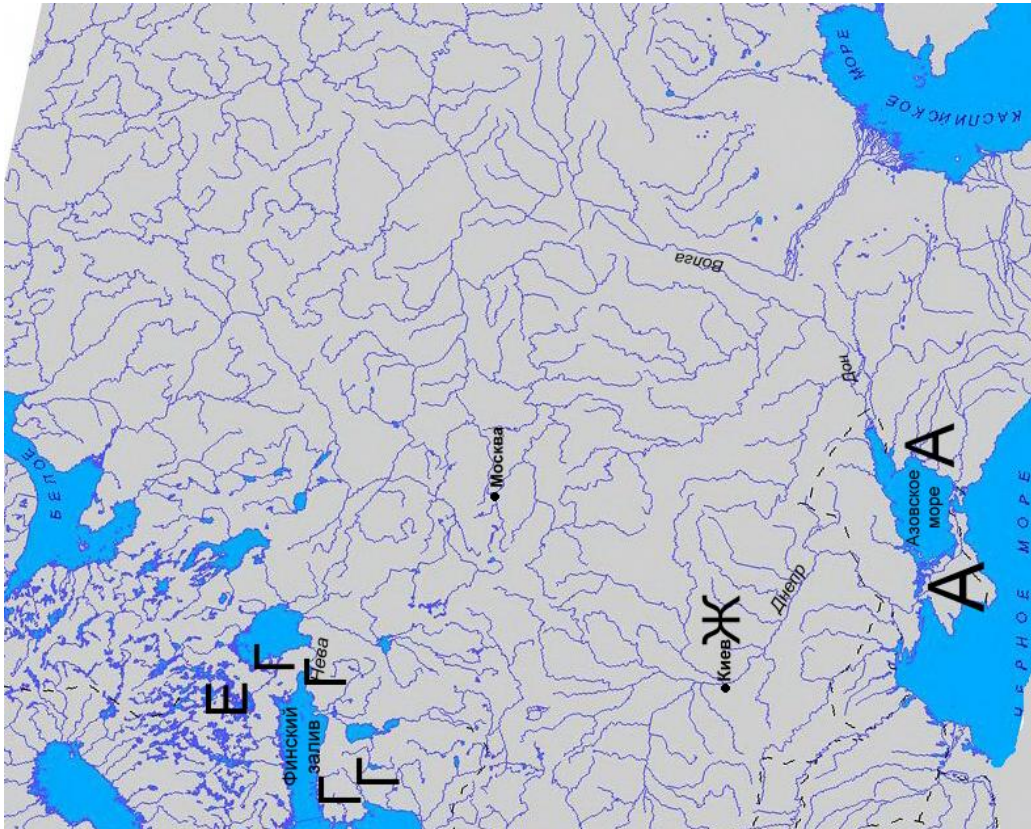 БЕЛОЕ
КАСПИЙСКОЕ МОРЕ
Волга
Дон
Москва
Е
Г
Г
Нева
Финский
залив
Г
Г
Киев
Ж
Днепр
Азовское
море
А
А
ЧЕРНОЕ МОРЕ